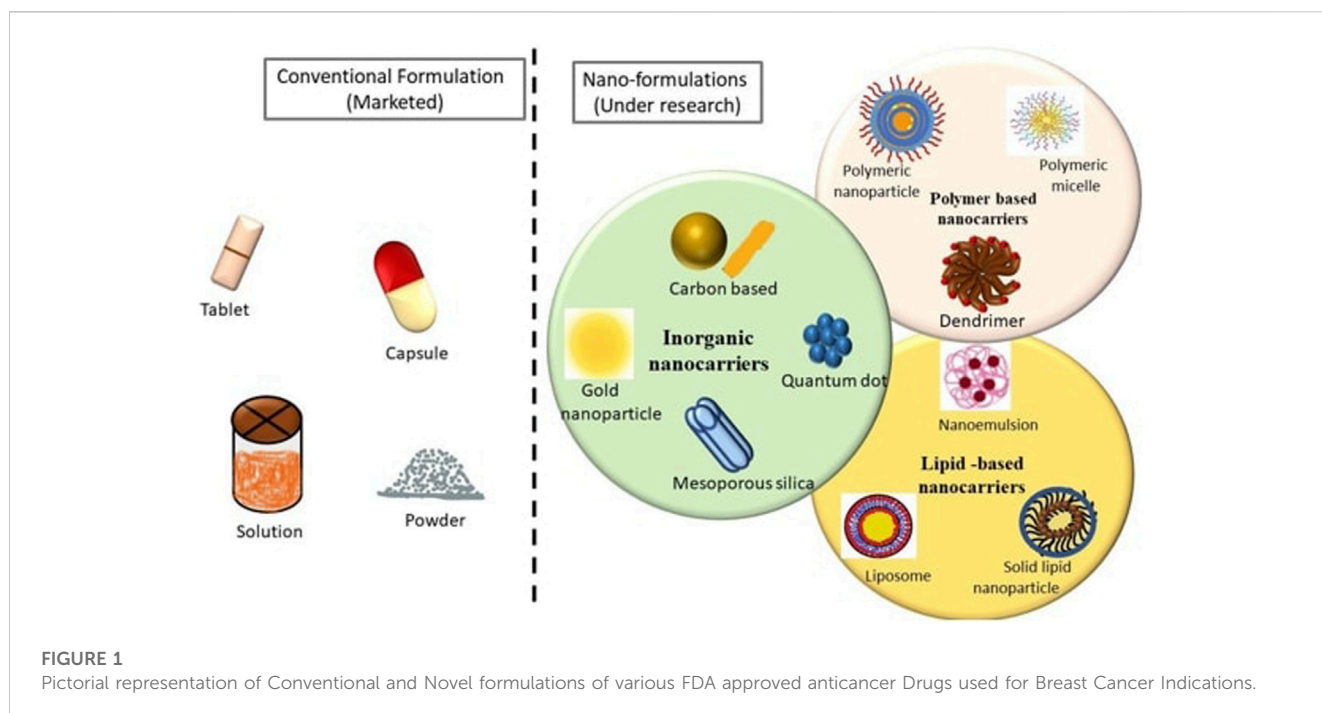 Conventional Formulation
(Marketed)
Nano-formulations
(Under research)
Tablet
Capsule
Solution
Powder
Carbon based
Inorganic
nanocarriers
Gold
nanoparticle
Quantum dot
Mesoporous silica
Polymeric
nanoparticle
Polymeric
micelle
Polymer based
nanocarriers
Dendrimer
Nanoemulsion
Lipid -based
nanocarriers
Liposome
Solid lipid
nanoparticle
FIGURE 1
Pictorial representation of Conventional and Novel formulations of various FDA approved anticancer Drugs used for Breast Cancer Indications.